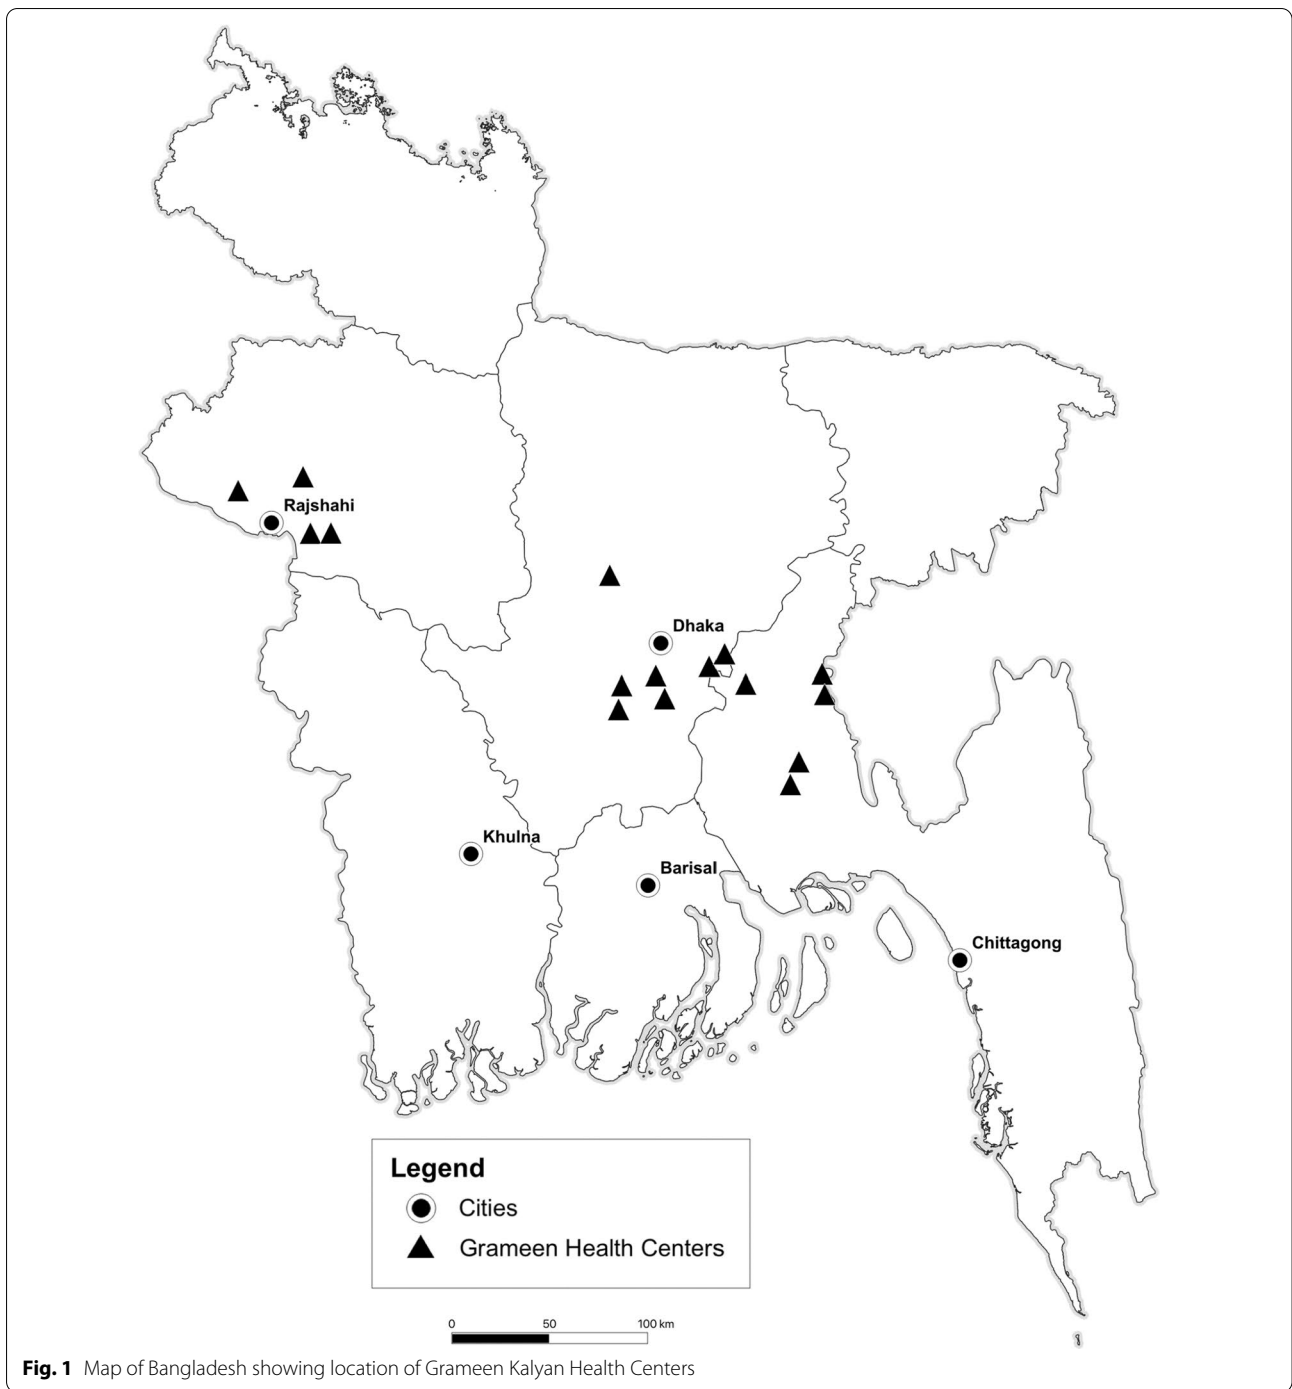 Rajshahi
Dhaka
Khulna
Barisal
Chittagong
Legend
Cities
Grameen Health Centers
0 50 100 km
Fig. 1 Map of Bangladesh showing location of Grameen Kalyan Health Centers